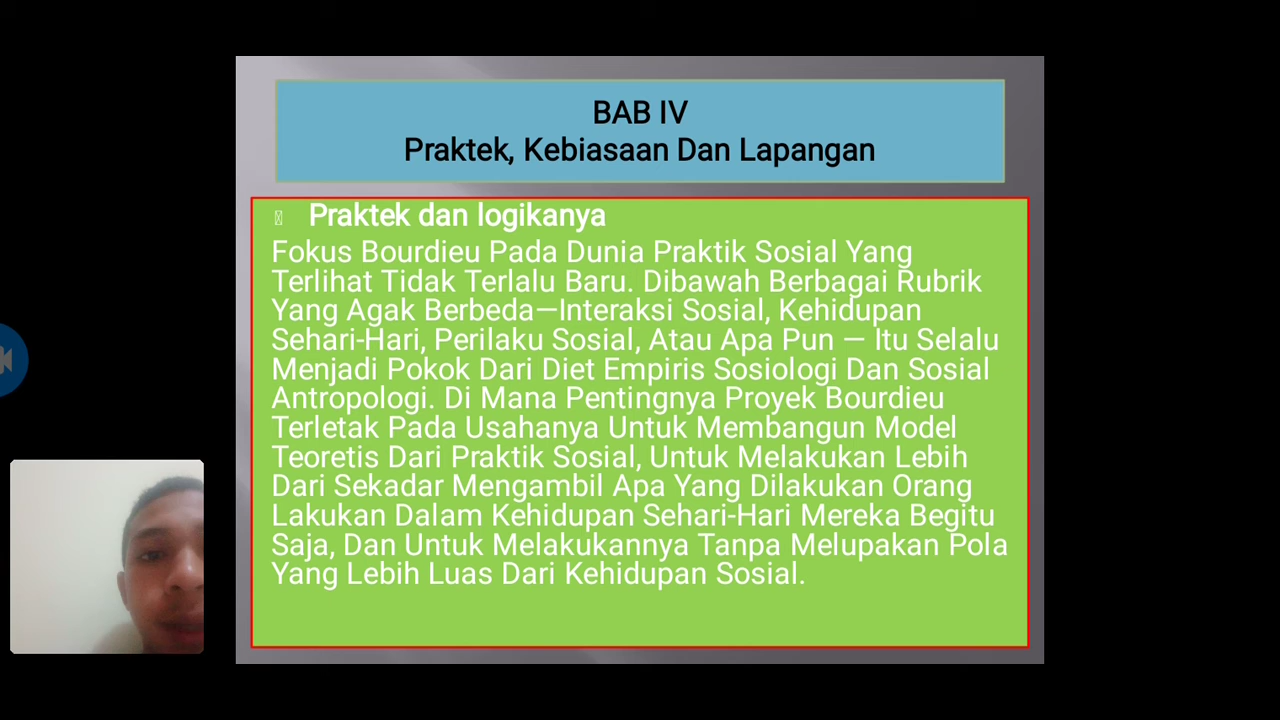 BAB IV
Praktek, Kebiasaan Dan Lapangan
Praktek dan logikanya
Fokus Bourdieu Pada Dunia Praktik Sosial Yang
Terlihat Tidak Terlalu Baru. Dibawah Berbagai Rubrik
Yang Agak Berbeda—Interaksi Sosial, Kehidupan
Sehari-Hari, Perilaku Sosial, Atau Apa Pun — Itu Selalu
Menjadi Pokok Dari Diet Empiris Sosiologi Dan Sosial
Antropologi. Di Mana Pentingnya Proyek Bourdieu
Terletak Pada Usahanya Untuk Membangun Model
Teoretis Dari Praktik Sosial, Untuk Melakukan Lebih
Dari Sekadar Mengambil Apa Yang Dilakukan Orang
Lakukan Dalam Kehidupan Sehari-Hari Mereka Begitu
Saja, Dan Untuk Melakukannya Tanpa Melupakan Pola
Yang Lebih Luas Dari Kehidupan Sosial.